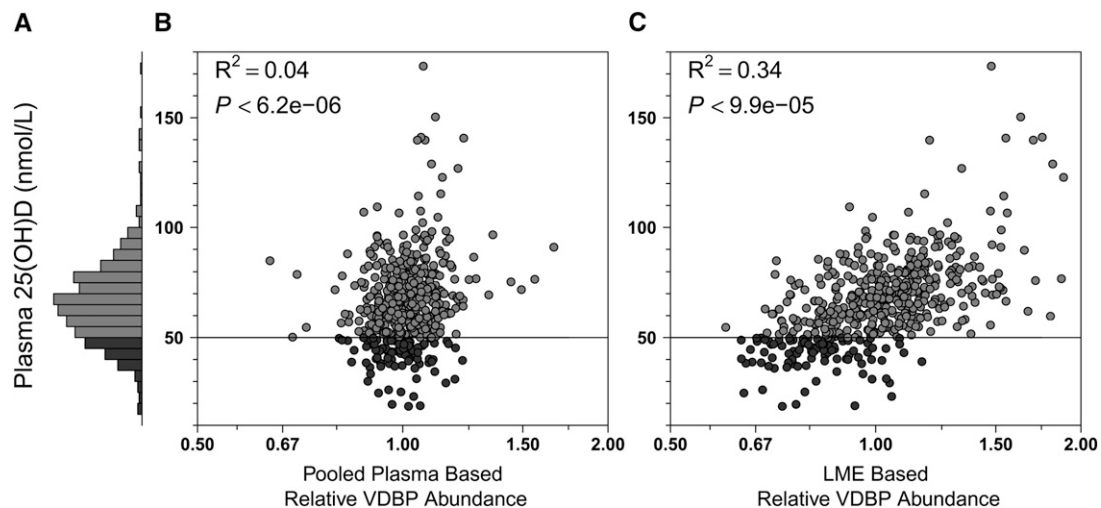 A
B
C
Plasma 25(OH)D (nmol/L)
R² = 0.04
P < 6.2e−06
150
100
50
0.50 0.67 1.00 1.50 2.00
Pooled Plasma Based
Relative VDBP Abundance
R² = 0.34
P < 9.9e−05
150
100
50
0.50 0.67 1.00 1.50 2.00
LME Based
Relative VDBP Abundance